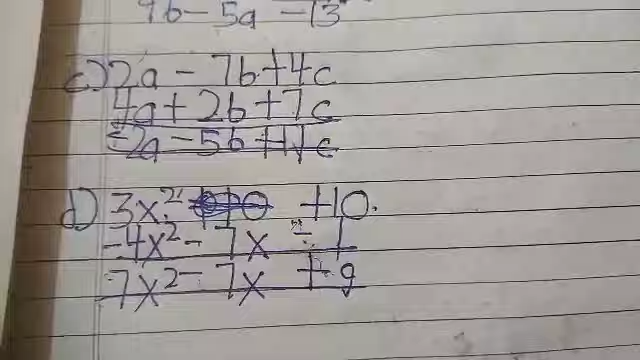 9b - 5a - 13
c) 2a - 7b + 4c
4a + 2b + 7c
-2a - 5b + 11c
d) 3x² + 10.
-4x² - 7x - 1
-7x² - 7x + 9